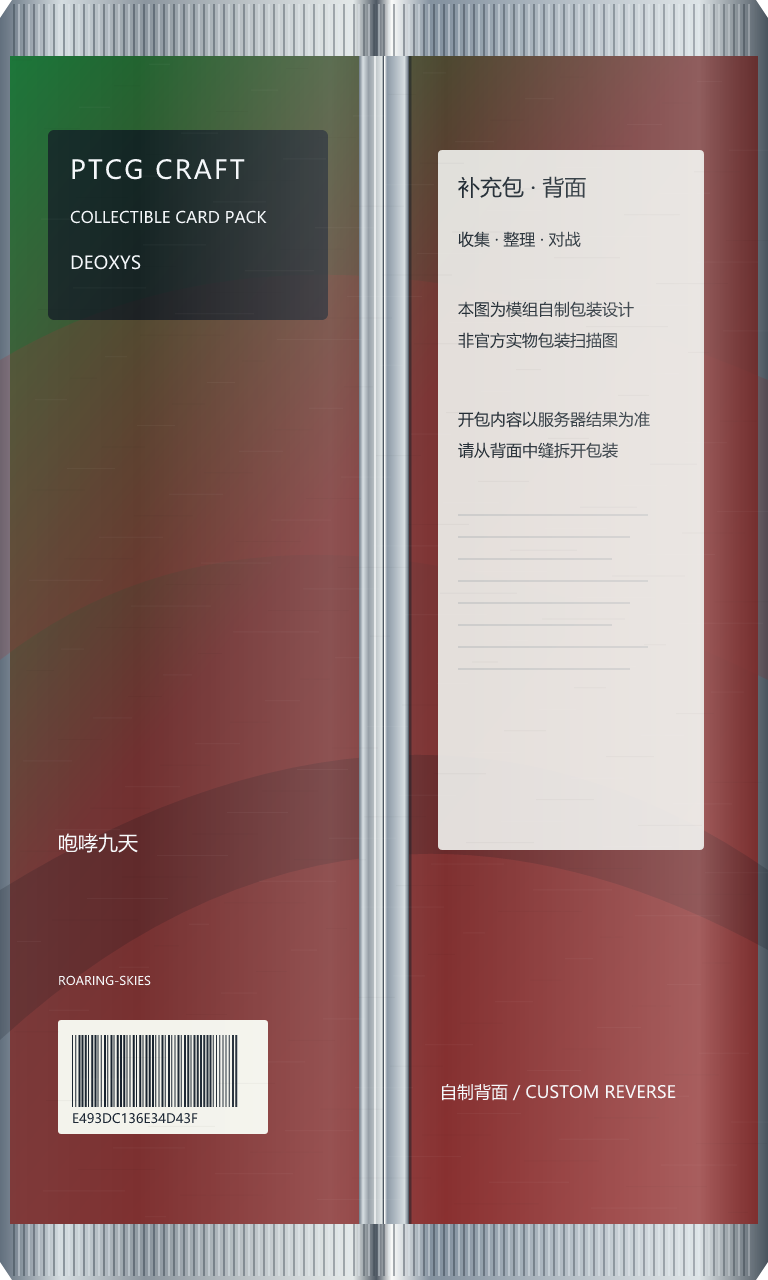 PTCG CRAFT
COLLECTIBLE CARD PACK
DEOXYS
咆哮九天
ROARING-SKIES
E493DC136E34D43F
补充包 · 背面
收集 · 整理 · 对战
本图为模组自制包装设计
非官方实物包装扫描图
开包内容以服务器结果为准
请从背面中缝拆开包装
自制背面 / CUSTOM REVERSE